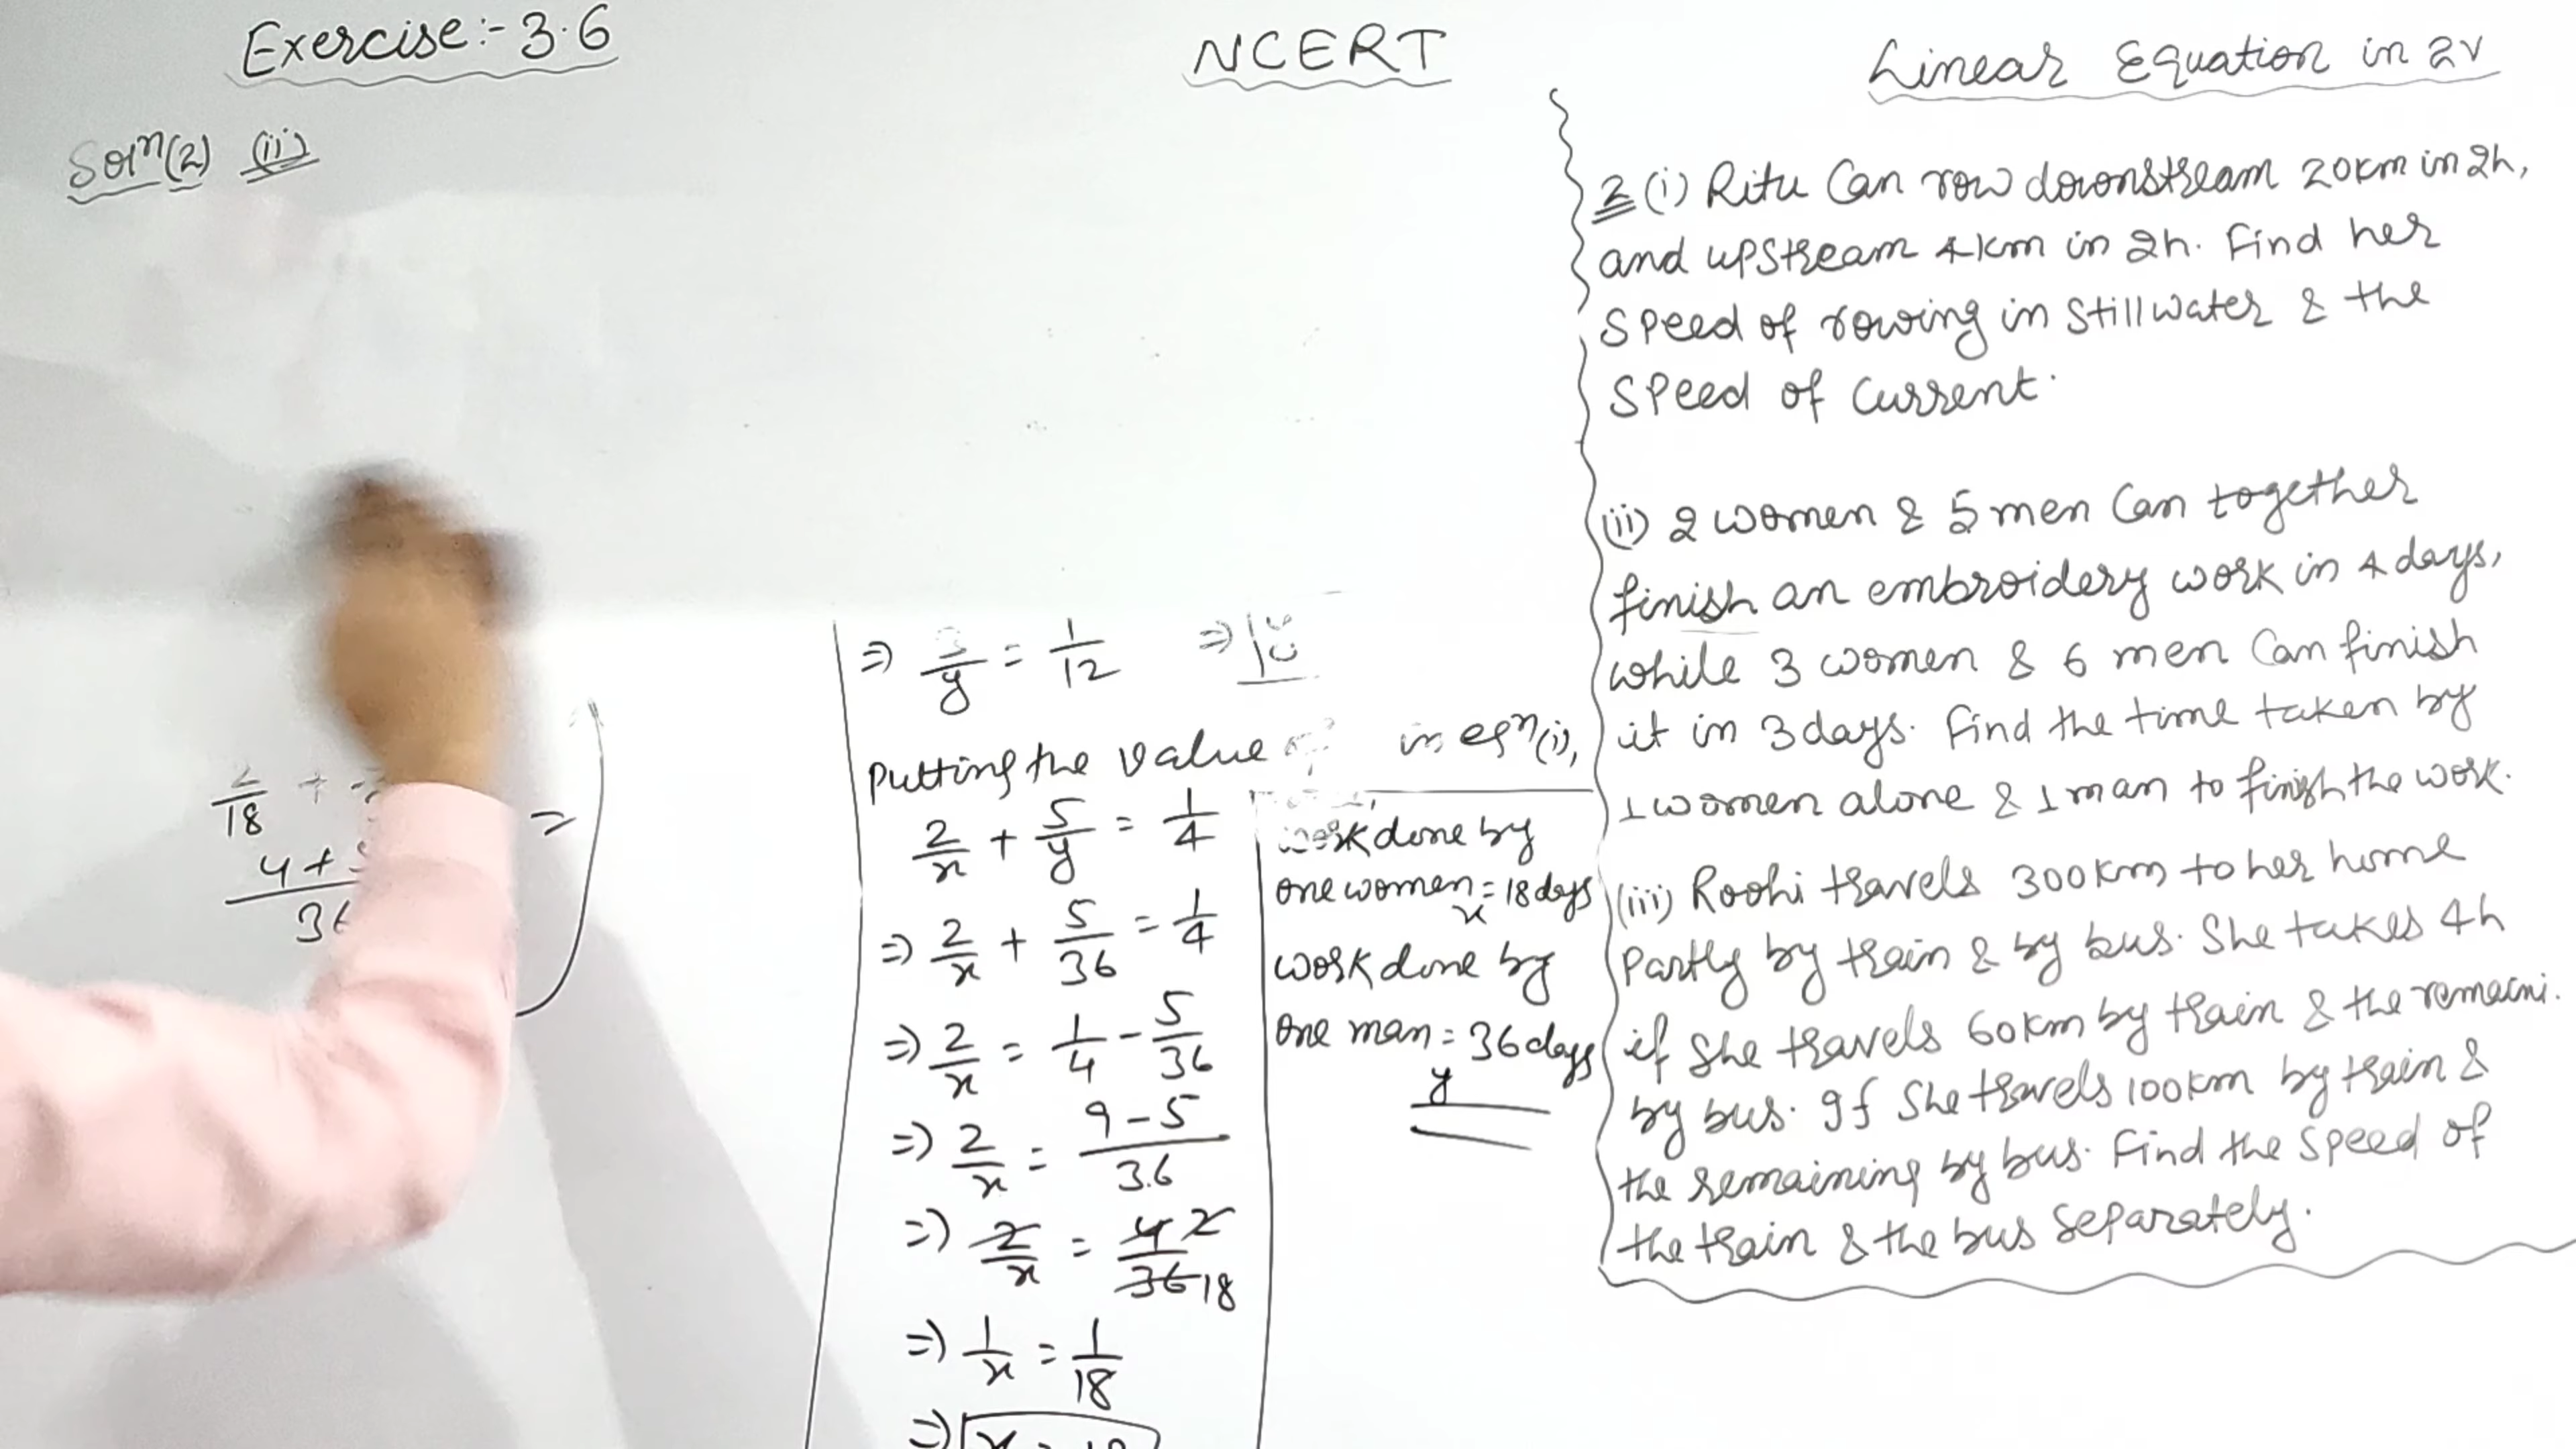 Exercise:- 3.6
NCERT
Linear Equation in 2V
Solⁿ(2) (ii)
2/18 +
4+
=
⇒ 3/y = 1/12 ⇒
Putting the value in eqⁿ(i),
2/x + 5/y = 1/4
⇒ 2/x + 5/36 = 1/4
⇒ 2/x = 1/4 - 5/36
⇒ 2/x = 9-5/36
⇒ 2/x = 4 2/36 18
⇒ 1/x = 1/18
⇒ x = 18
work done by
one women = 18 days
x
work done by
one man = 36 days
y
2 (i) Ritu Can row downstream 20km in 2h,
and upstream 4km in 2h. Find her
Speed of rowing in Still water & the
Speed of Current.
(ii) 2 women & 5 men Can together
finish an embroidery work in 4 days,
while 3 women & 6 men Can finish
it in 3 days. Find the time taken by
1 women alone & 1 man to finish the work.
(iii) Roohi travels 300km to her home
Partly by train & by bus. She takes 4h
if She travels 60km by train & the remaini.
by bus. If She travels 100km by train &
the remaining by bus. Find the Speed of
the train & the bus Separately.